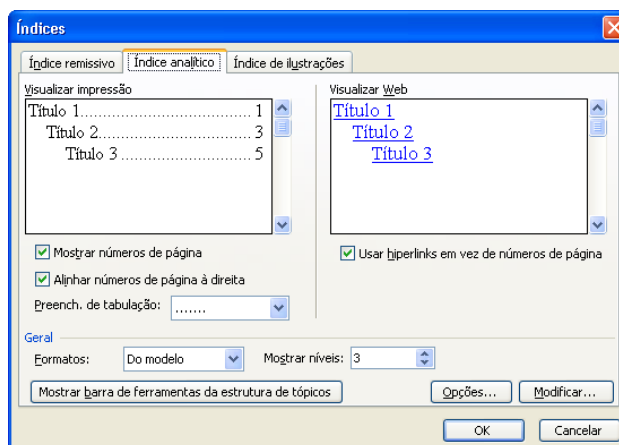 Índices
Índice remissivo Índice analítico Índice de ilustrações
Visualizar impressão
Título 1.................................... 1
Título 2............................... 3
Título 3 .......................... 5
Mostrar números de página
Alinhar números de página à direita
Preench. de tabulação: .......
Visualizar Web
Título 1
Título 2
Título 3
Usar hiperlinks em vez de números de página
Geral
Formatos: Do modelo Mostrar níveis: 3
Mostrar barra de ferramentas da estrutura de tópicos Opções... Modificar...
OK Cancelar